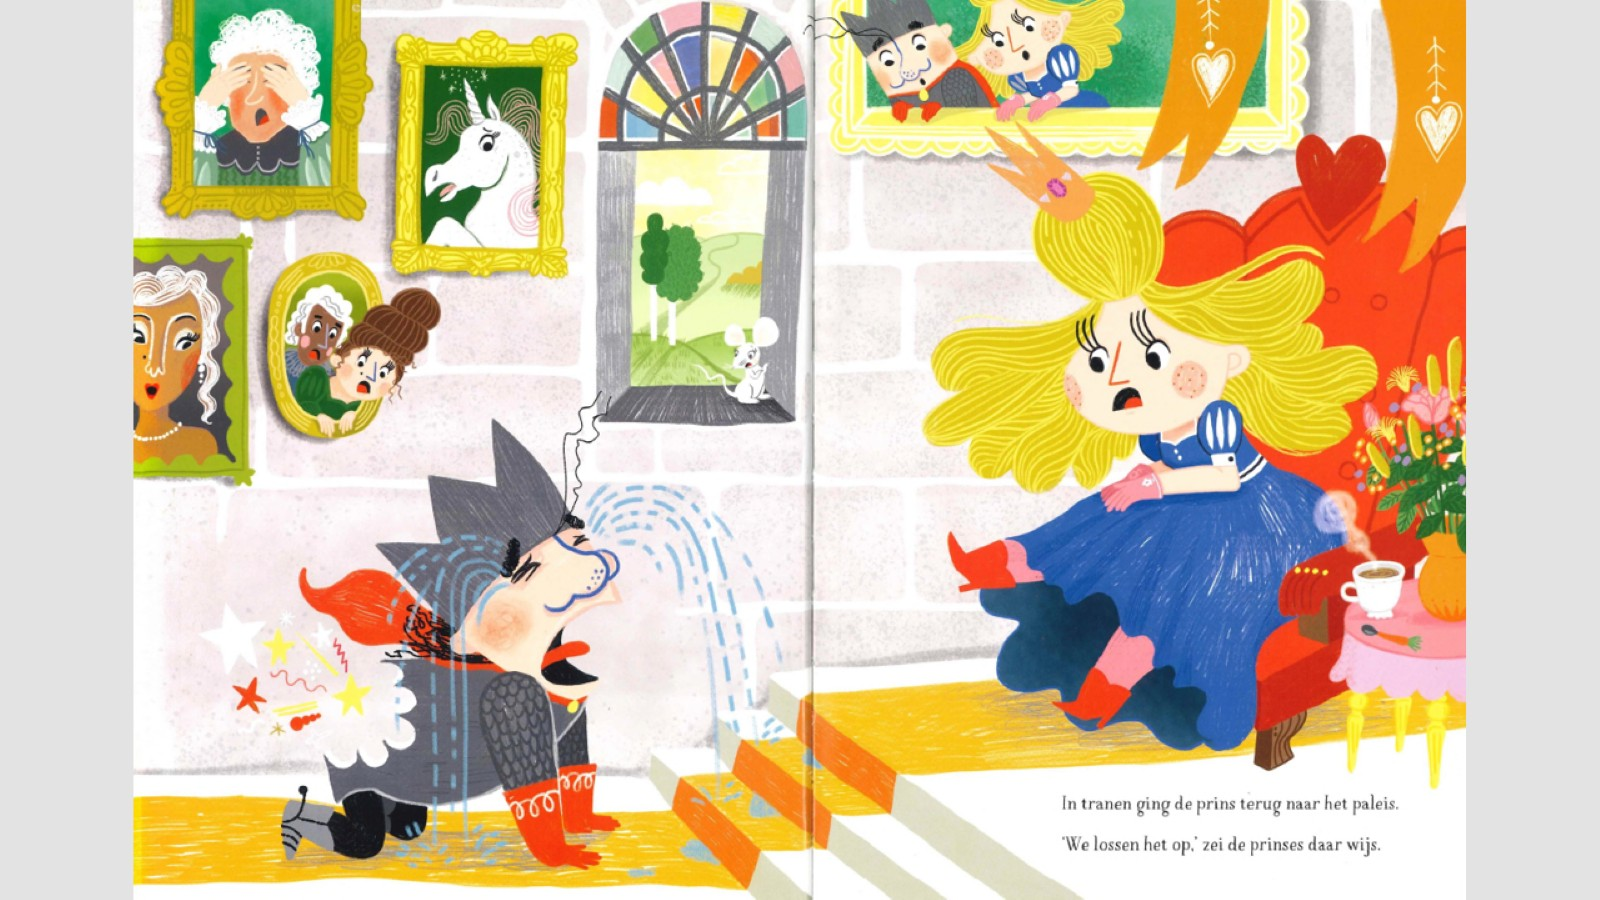 In tranen ging de prins terug naar het paleis.
‘We lossen het op,’ zei de prinses daar wijs.